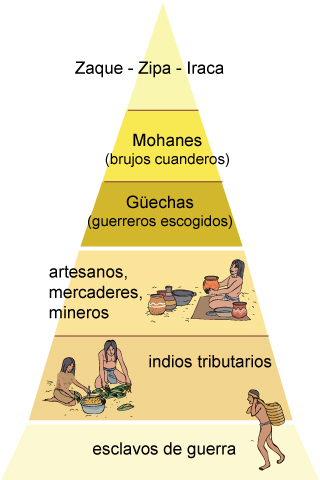 Zaque - Zipa - Iraca
Mohanes
(brujos cuanderos)
Güechas
(guerreros escogidos)
artesanos,
mercaderes,
mineros
indios tributarios
esclavos de guerra